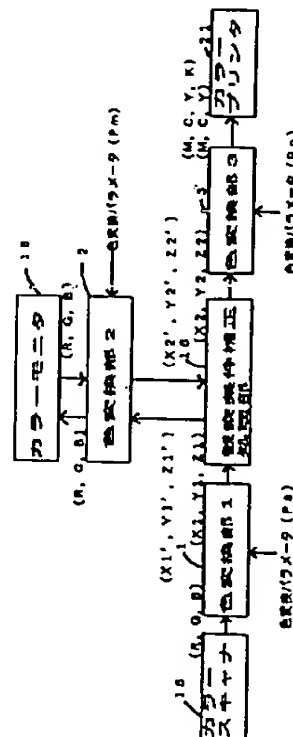 カラーモニタ
18
(R, G, B)
(R, G, B)
色変換部2
2
色変換パラメータ(Pm)
(X1', Y1', Z1')
(X2', Y2', Z2')
カラー
スキャナ
(R, G, B)
色変換部1
1
(X1, Y1, Z1)
観察条件補正
処理部
16
(X2, Y2, Z2)
色変換部3
3
(M, C, Y, K)
(M, C, Y)
カラー
プリンタ
色変換パラメータ(Pa)
色変換パラメータ